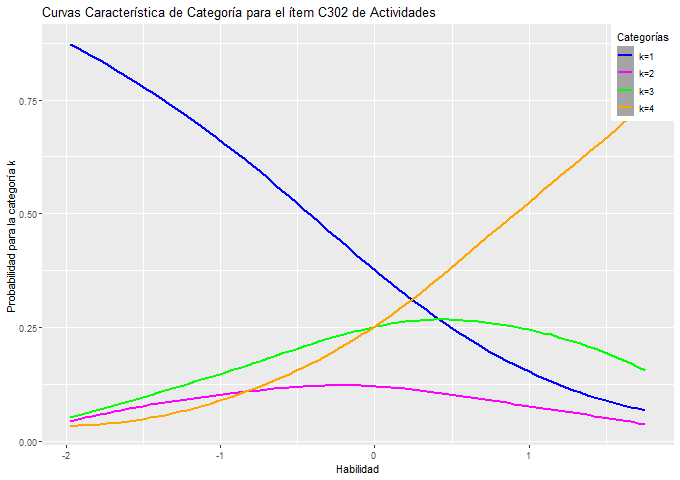 Curvas Característica de Categoría para el ítem C302 de Actividades
Categorías
k=1
k=2
k=3
k=4
Probabilidad para la categoría k
0.75
0.50
0.25
0.00
-2
-1
0
1
Habilidad